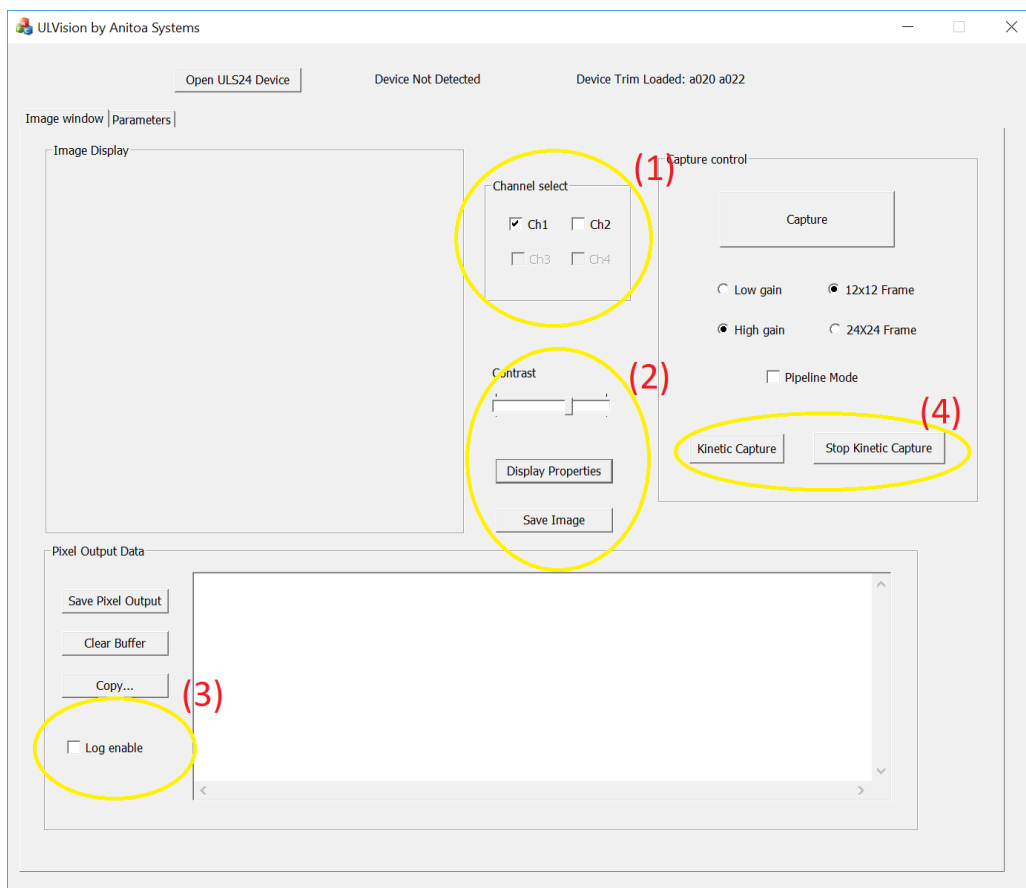 ULVision by Anitoa Systems
Open ULS24 Device
Device Not Detected
Device Trim Loaded: a020 a022
Image window
Parameters
Image Display
(1)
Capture control
Channel select
Ch1
Ch2
Ch3
Ch4
Capture
Low gain
12x12 Frame
High gain
24X24 Frame
Pipeline Mode
Contrast
(2)
(4)
Kinetic Capture
Stop Kinetic Capture
Display Properties
Save Image
Pixel Output Data
Save Pixel Output
Clear Buffer
Copy...
(3)
Log enable